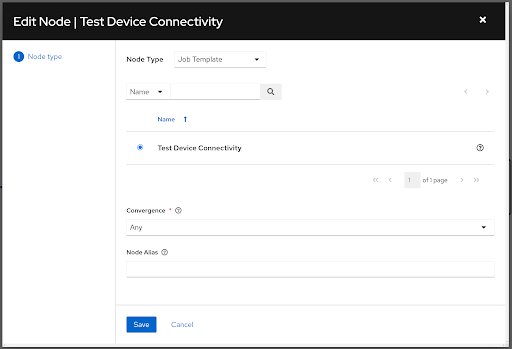 Edit Node | Test Device Connectivity
1 Node type
Node Type Job Template
Name
Name
Test Device Connectivity
1 of 1 page
Convergence *
Any
Node Alias
Save Cancel